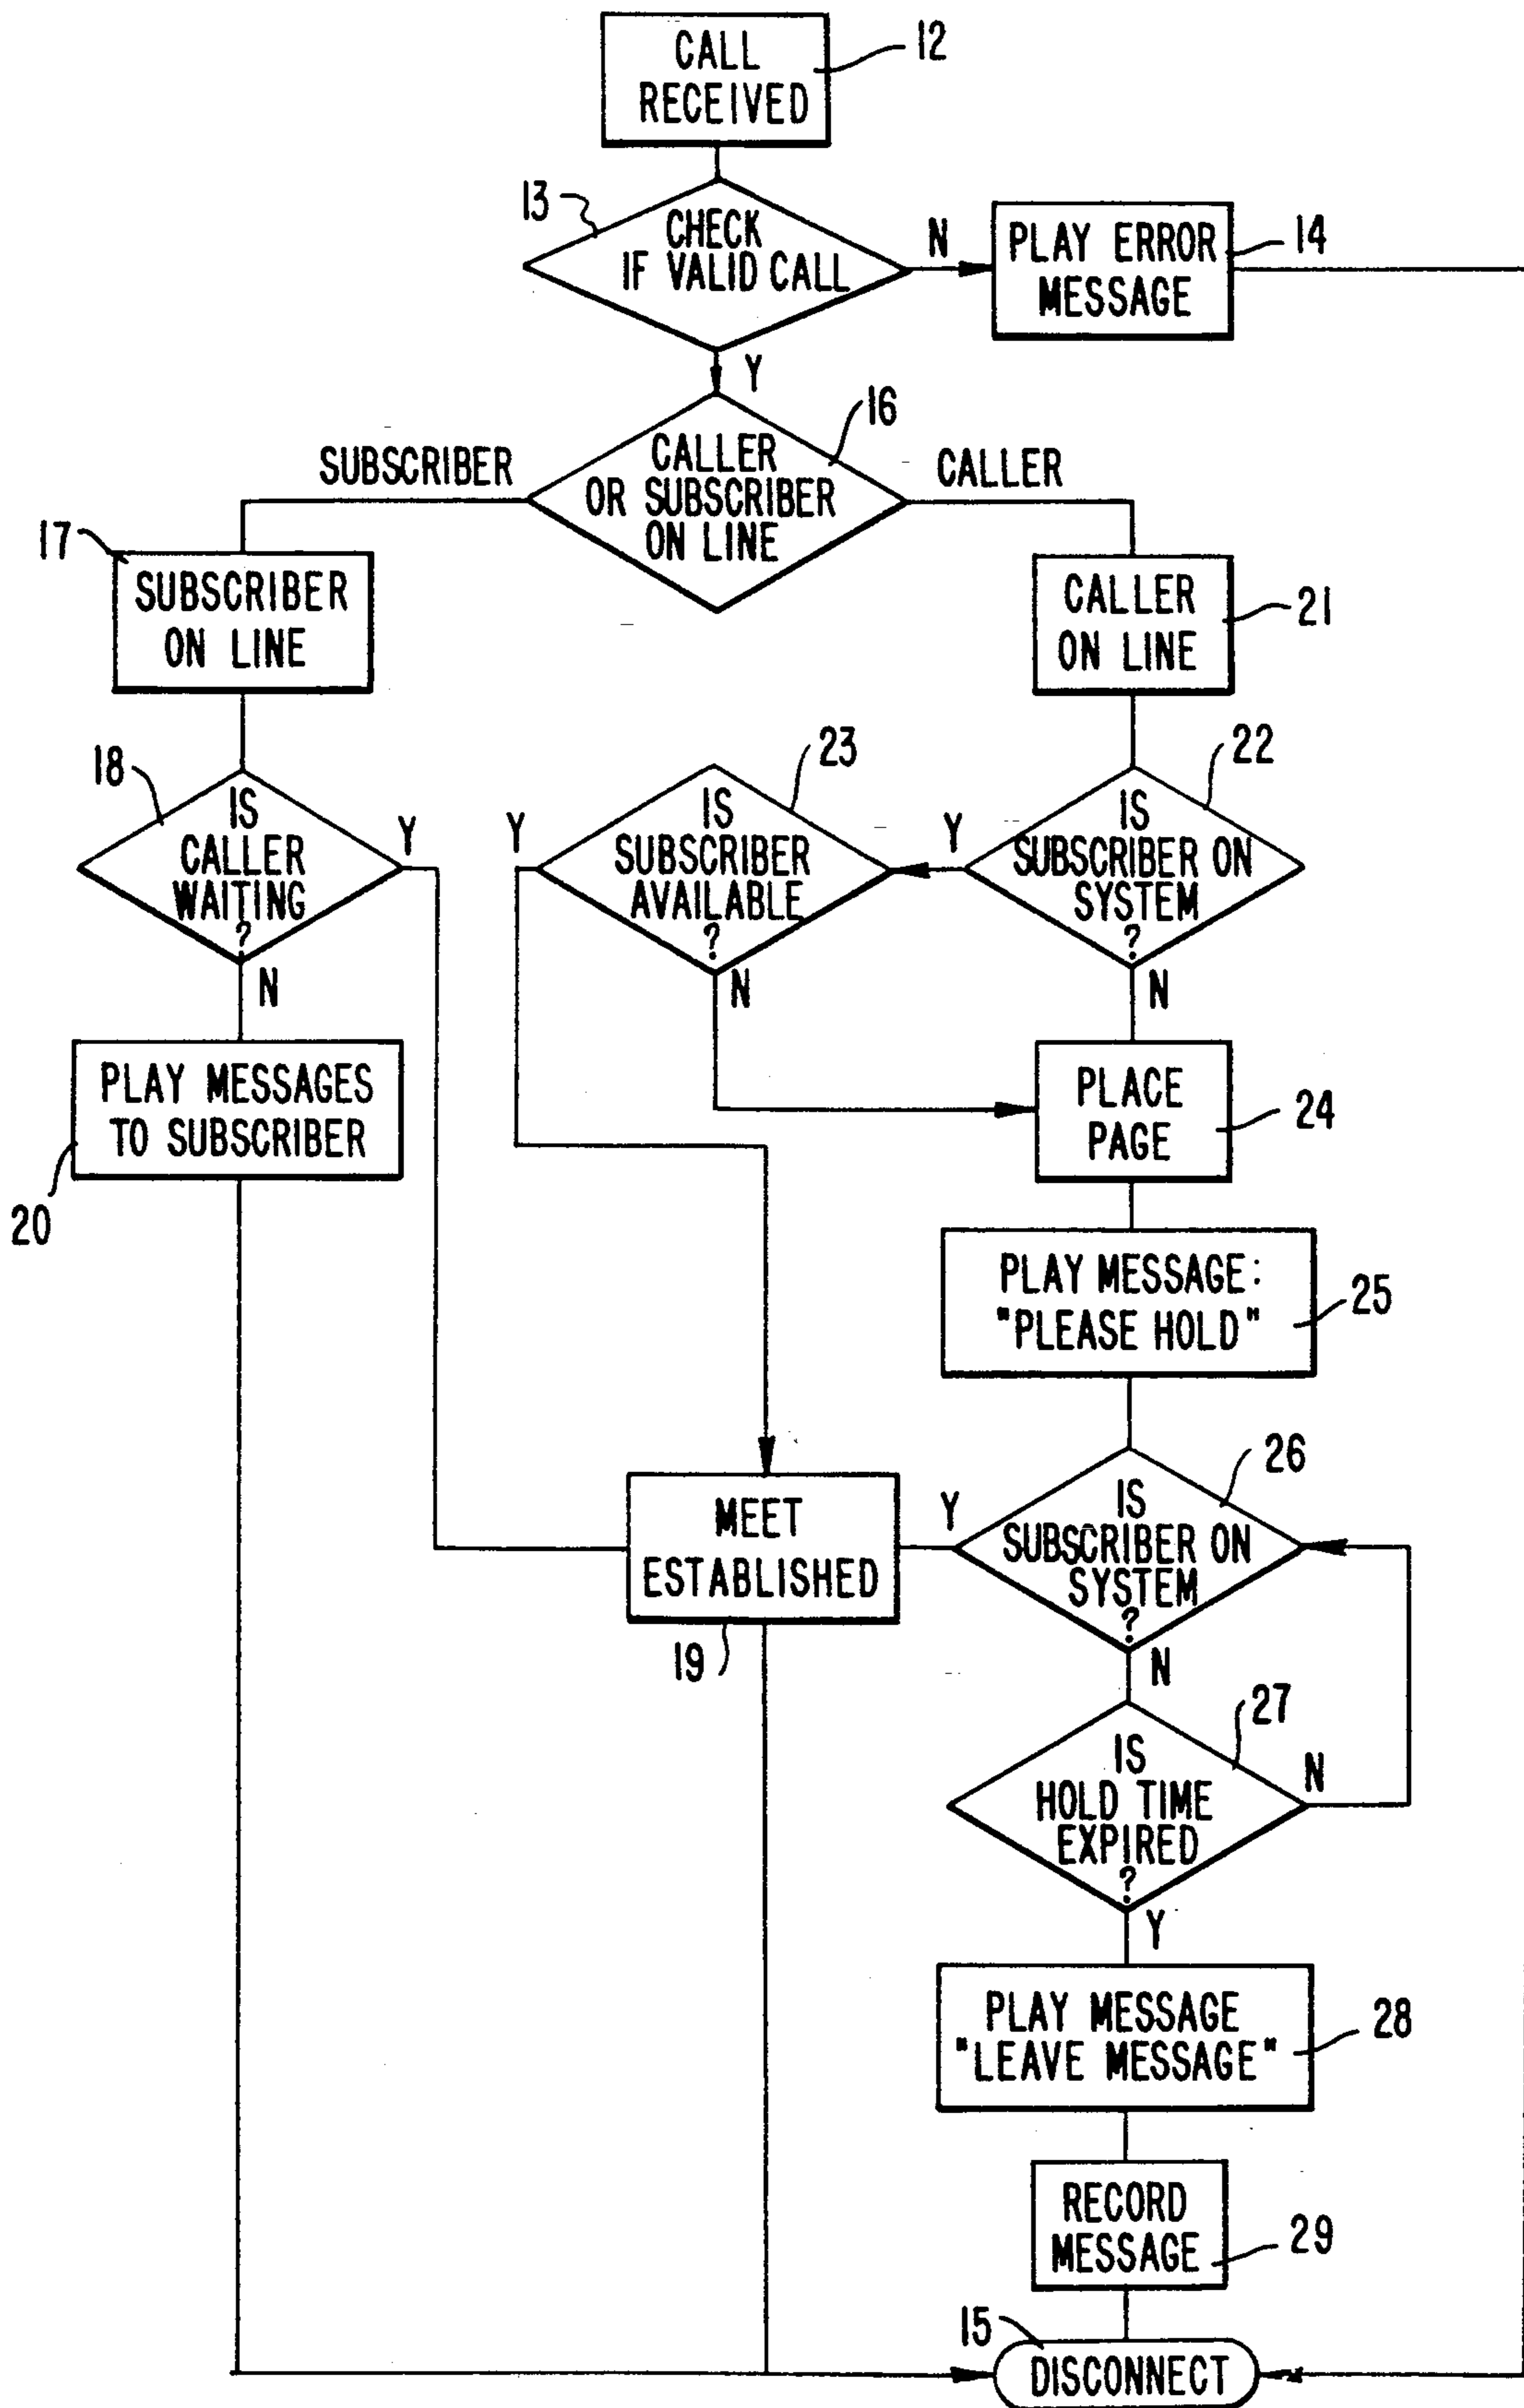 CALL
RECEIVED
12
13
CHECK
IF VALID CALL
N
PLAY ERROR
MESSAGE
14
Y
16
SUBSCRIBER
CALLER
OR SUBSCRIBER
ON LINE
CALLER
17
SUBSCRIBER
ON LINE
CALLER
ON LINE
21
18
IS
CALLER
WAITING
?
Y
N
23
Y
IS
SUBSCRIBER
AVAILABLE
?
N
22
Y
IS
SUBSCRIBER ON
SYSTEM
?
N
PLAY MESSAGES
TO SUBSCRIBER
20
PLACE
PAGE
24
PLAY MESSAGE:
"PLEASE HOLD"
25
MEET
ESTABLISHED
19
Y
26
IS
SUBSCRIBER ON
SYSTEM
?
N
27
IS
HOLD TIME
EXPIRED
?
N
Y
PLAY MESSAGE
"LEAVE MESSAGE"
28
RECORD
MESSAGE
29
15
DISCONNECT